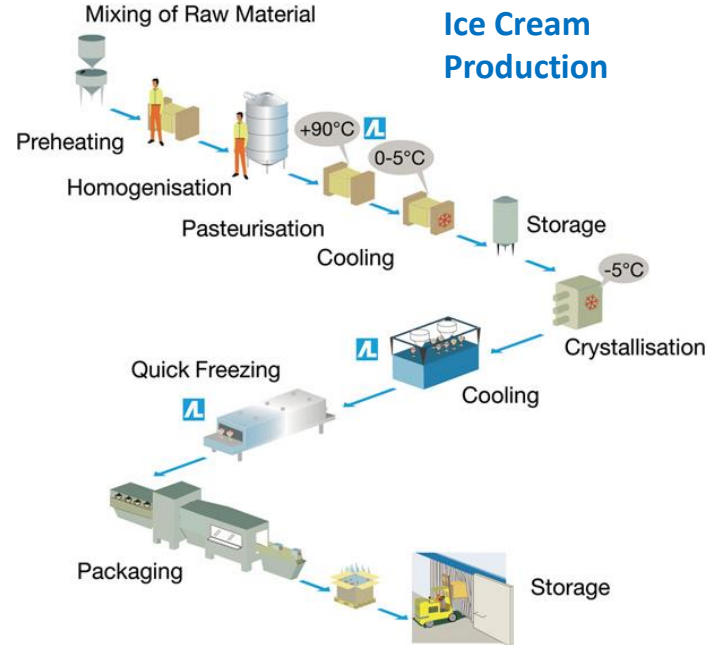 Mixing of Raw Material
Ice Cream
Production
Preheating
Homogenisation
Pasteurisation
+90°C
0-5°C
Cooling
Storage
-5°C
Crystallisation
Cooling
Quick Freezing
Packaging
Storage